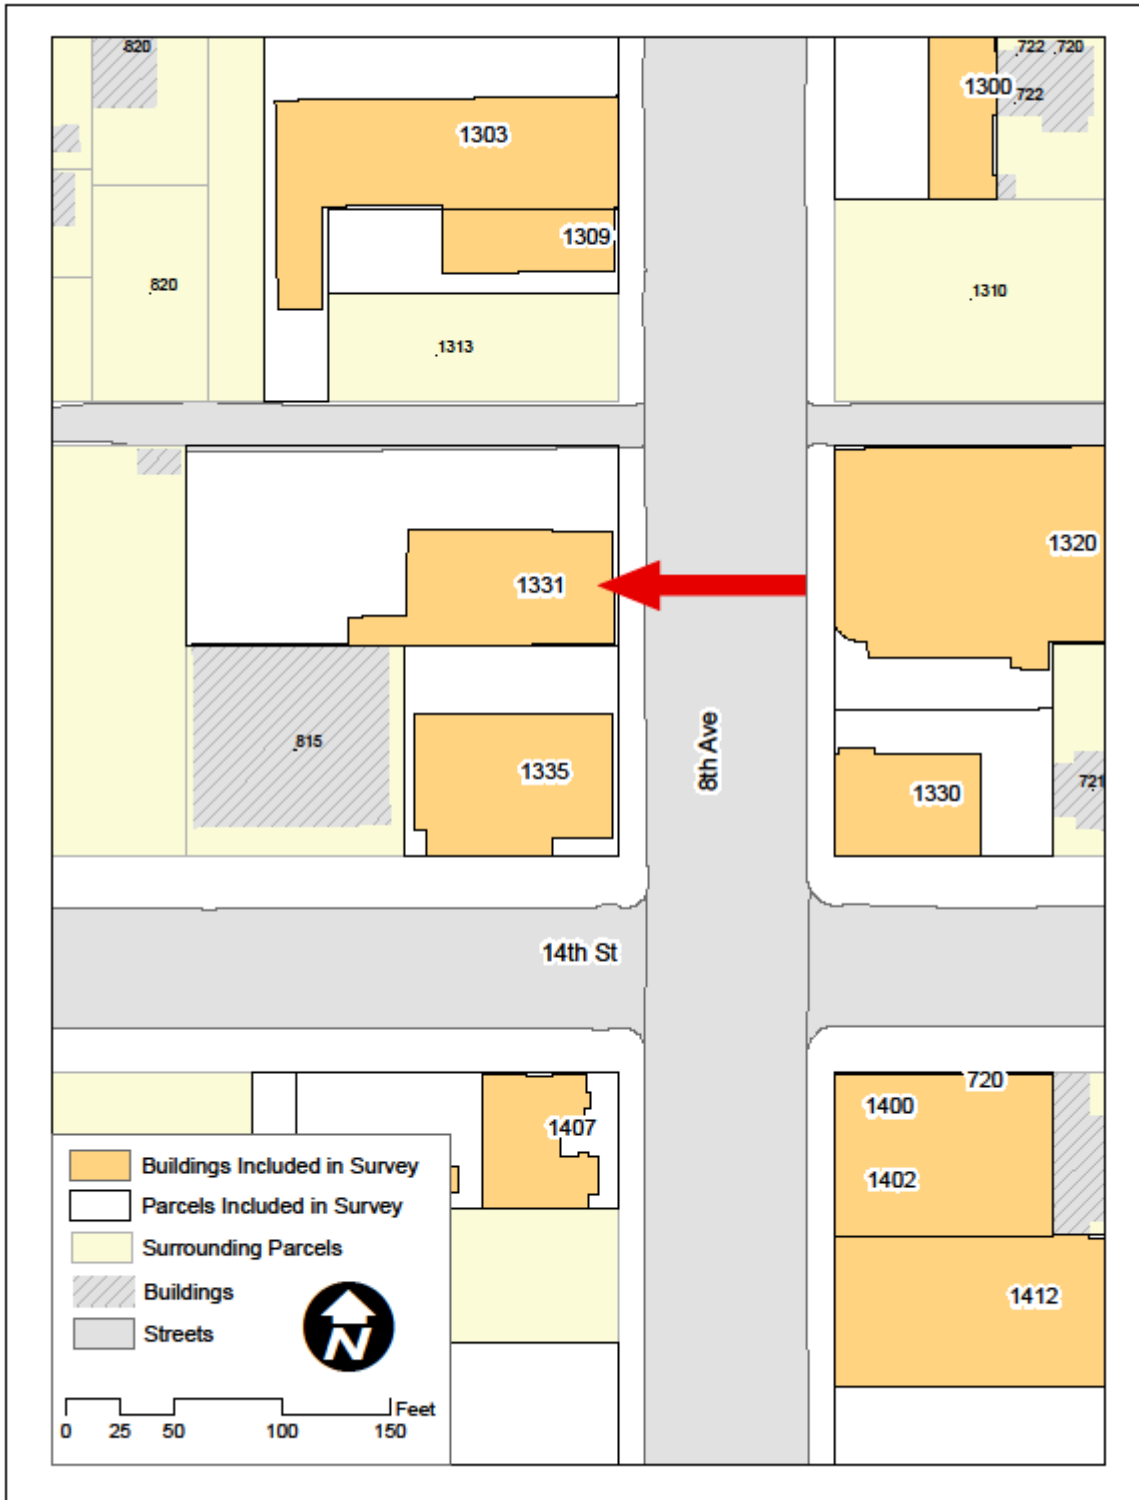 820
722 720
1300
722
1303
1309
820
1310
1313
1320
1331
8th Ave
815
1335
1330
721
14th St
720
1400
1407
1402
1412
Buildings Included in Survey
Parcels Included in Survey
Surrounding Parcels
Buildings
Streets
N
Feet
0 25 50 100 150